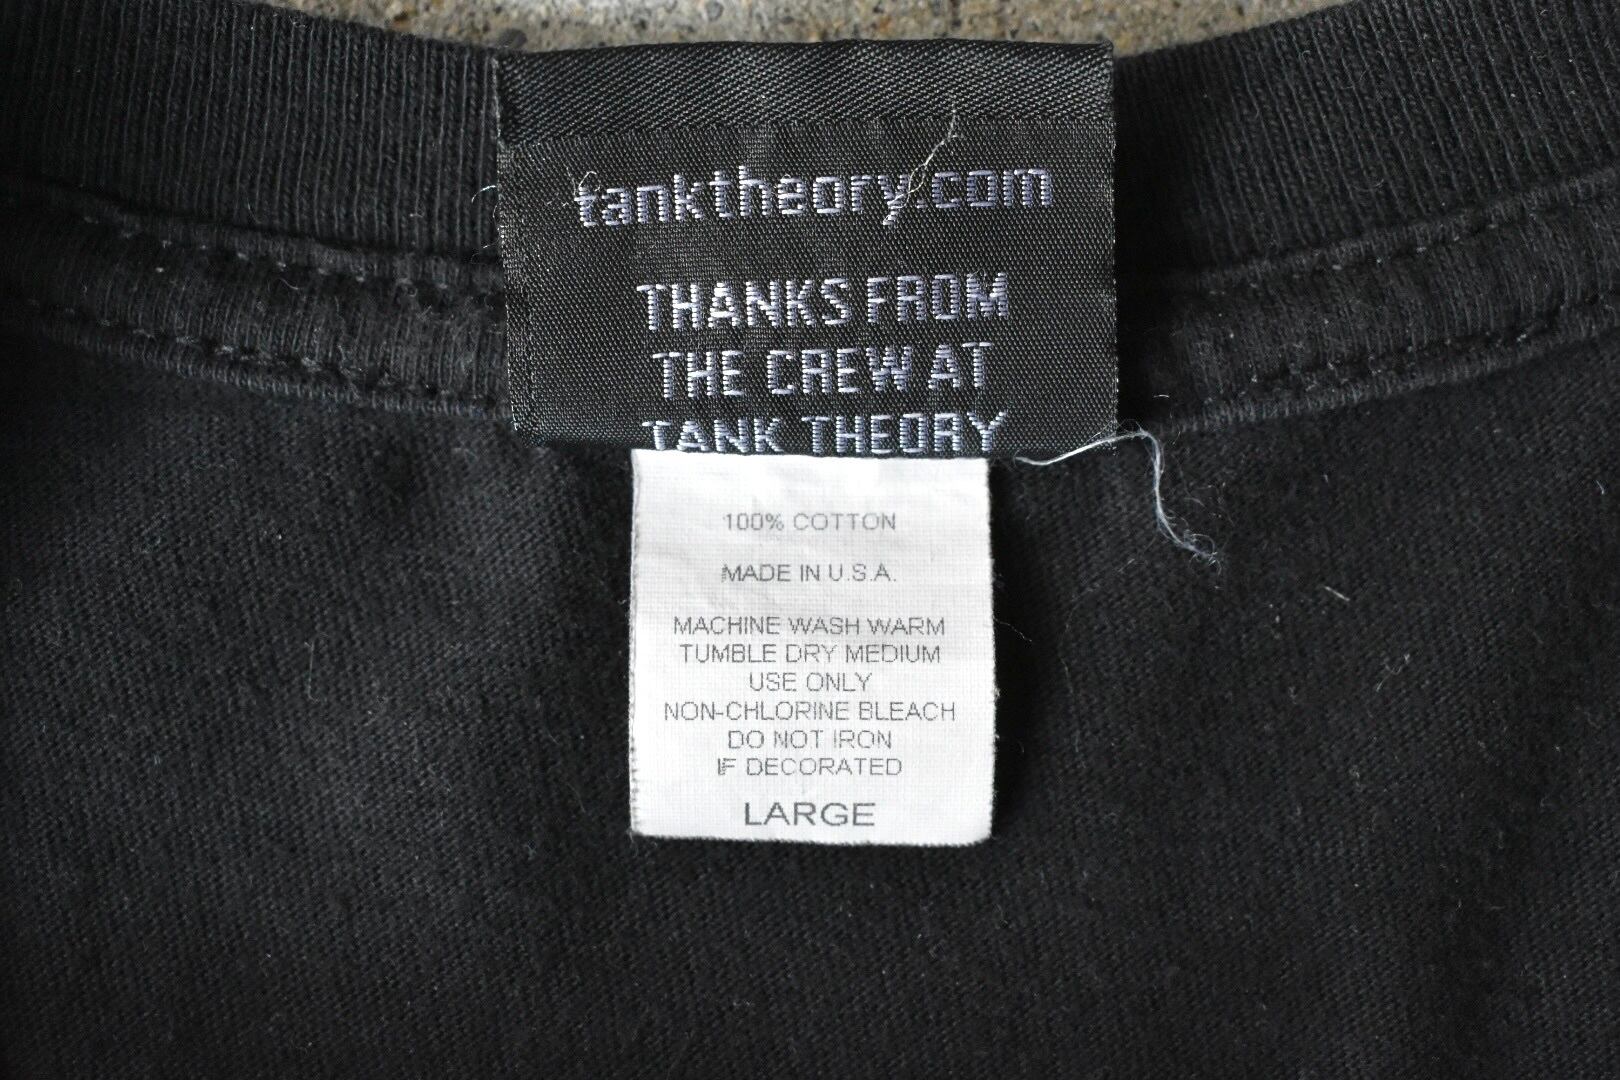 tanktheory.com
THANKS FROM
THE CREW AT
TANK THEORY
100% COTTON
MADE IN U.S.A.
MACHINE WASH WARM
TUMBLE DRY MEDIUM
USE ONLY
NON-CHLORINE BLEACH
DO NOT IRON
IF DECORATED
LARGE